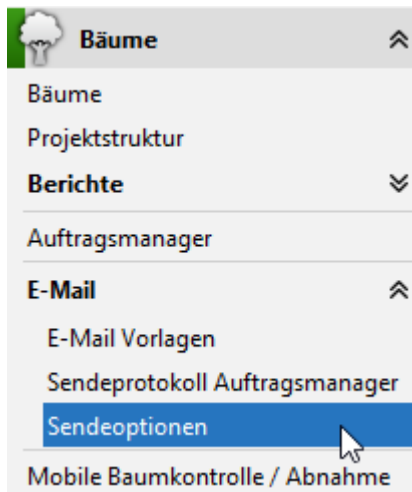 Bäume
Bäume
Projektstruktur
Berichte
Auftragsmanager
E-Mail
E-Mail Vorlagen
Sendeprotokoll Auftragsmanager
Sendeoptionen
Mobile Baumkontrolle / Abnahme